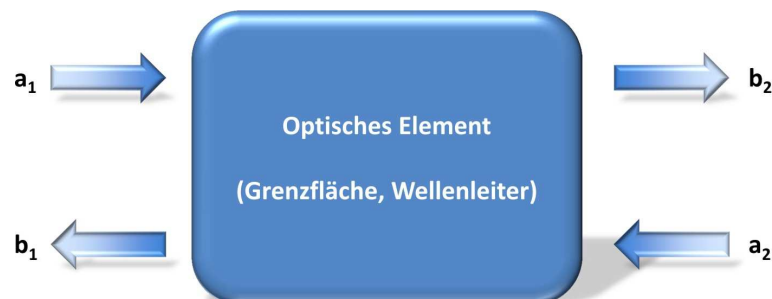 a1
b2
Optisches Element
(Grenzfläche, Wellenleiter)
b1
a2